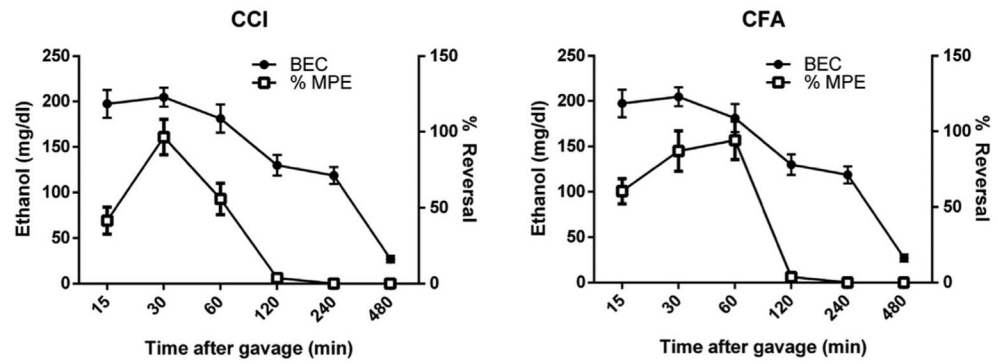 CCI
250
200
150
100
50
0
Ethanol (mg/dl)
BEC
% MPE
150
100
50
0
% Reversal
15 30 60 120 240 480
Time after gavage (min)
CFA
250
200
150
100
50
0
Ethanol (mg/dl)
BEC
% MPE
150
100
50
0
% Reversal
15 30 60 120 240 480
Time after gavage (min)